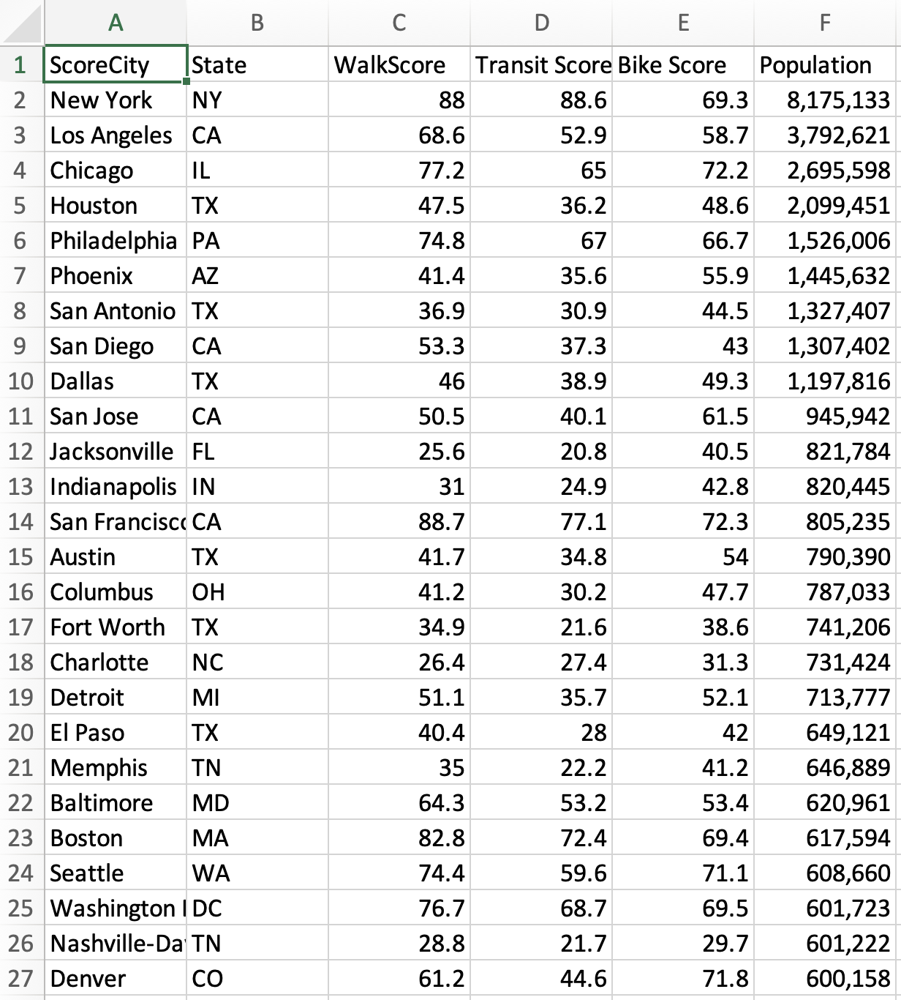 A B C D E F
1 ScoreCity State WalkScore Transit Score Bike Score Population
2 New York NY 88 88.6 69.3 8,175,133
3 Los Angeles CA 68.6 52.9 58.7 3,792,621
4 Chicago IL 77.2 65 72.2 2,695,598
5 Houston TX 47.5 36.2 48.6 2,099,451
6 Philadelphia PA 74.8 67 66.7 1,526,006
7 Phoenix AZ 41.4 35.6 55.9 1,445,632
8 San Antonio TX 36.9 30.9 44.5 1,327,407
9 San Diego CA 53.3 37.3 43 1,307,402
10 Dallas TX 46 38.9 49.3 1,197,816
11 San Jose CA 50.5 40.1 61.5 945,942
12 Jacksonville FL 25.6 20.8 40.5 821,784
13 Indianapolis IN 31 24.9 42.8 820,445
14 San Francisco CA 88.7 77.1 72.3 805,235
15 Austin TX 41.7 34.8 54 790,390
16 Columbus OH 41.2 30.2 47.7 787,033
17 Fort Worth TX 34.9 21.6 38.6 741,206
18 Charlotte NC 26.4 27.4 31.3 731,424
19 Detroit MI 51.1 35.7 52.1 713,777
20 El Paso TX 40.4 28 42 649,121
21 Memphis TN 35 22.2 41.2 646,889
22 Baltimore MD 64.3 53.2 53.4 620,961
23 Boston MA 82.8 72.4 69.4 617,594
24 Seattle WA 74.4 59.6 71.1 608,660
25 Washington DC 76.7 68.7 69.5 601,723
26 Nashville-Da TN 28.8 21.7 29.7 601,222
27 Denver CO 61.2 44.6 71.8 600,158